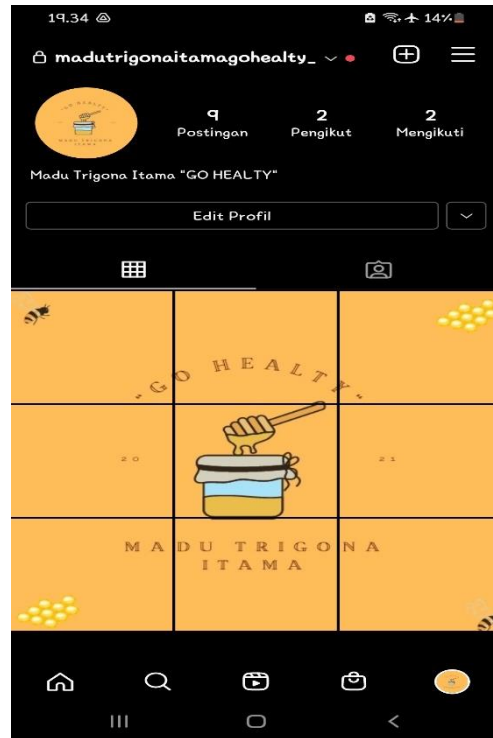 19.34 14%
madutrigonaitamagohealty_
9 2 2
Postingan Pengikut Mengikuti
Madu Trigona Itama "GO HEALTY"
Edit Profil
"GO HEALTY"
20 21
MADU TRIGONA
ITAMA